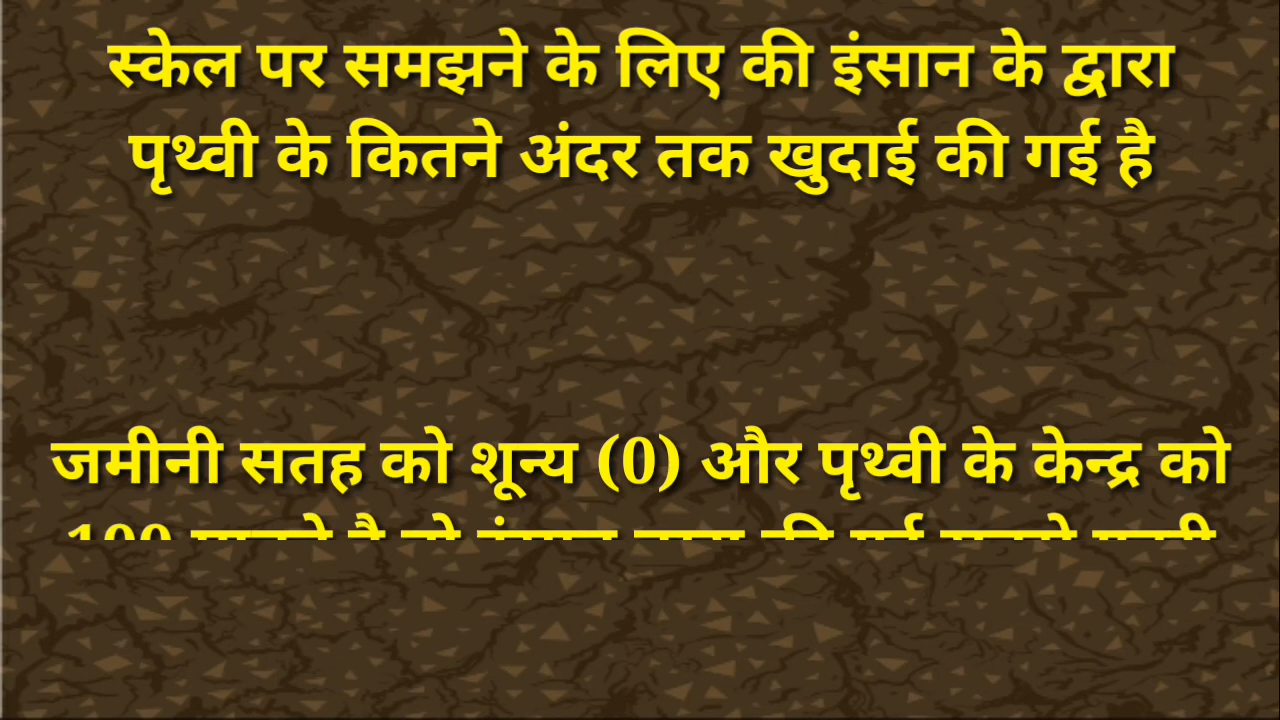 स्केल पर समझने के लिए की इंसान के द्वारा
पृथ्वी के कितने अंदर तक खुदाई की गई है
जमीनी सतह को शून्य (0) और पृथ्वी के केन्द्र को